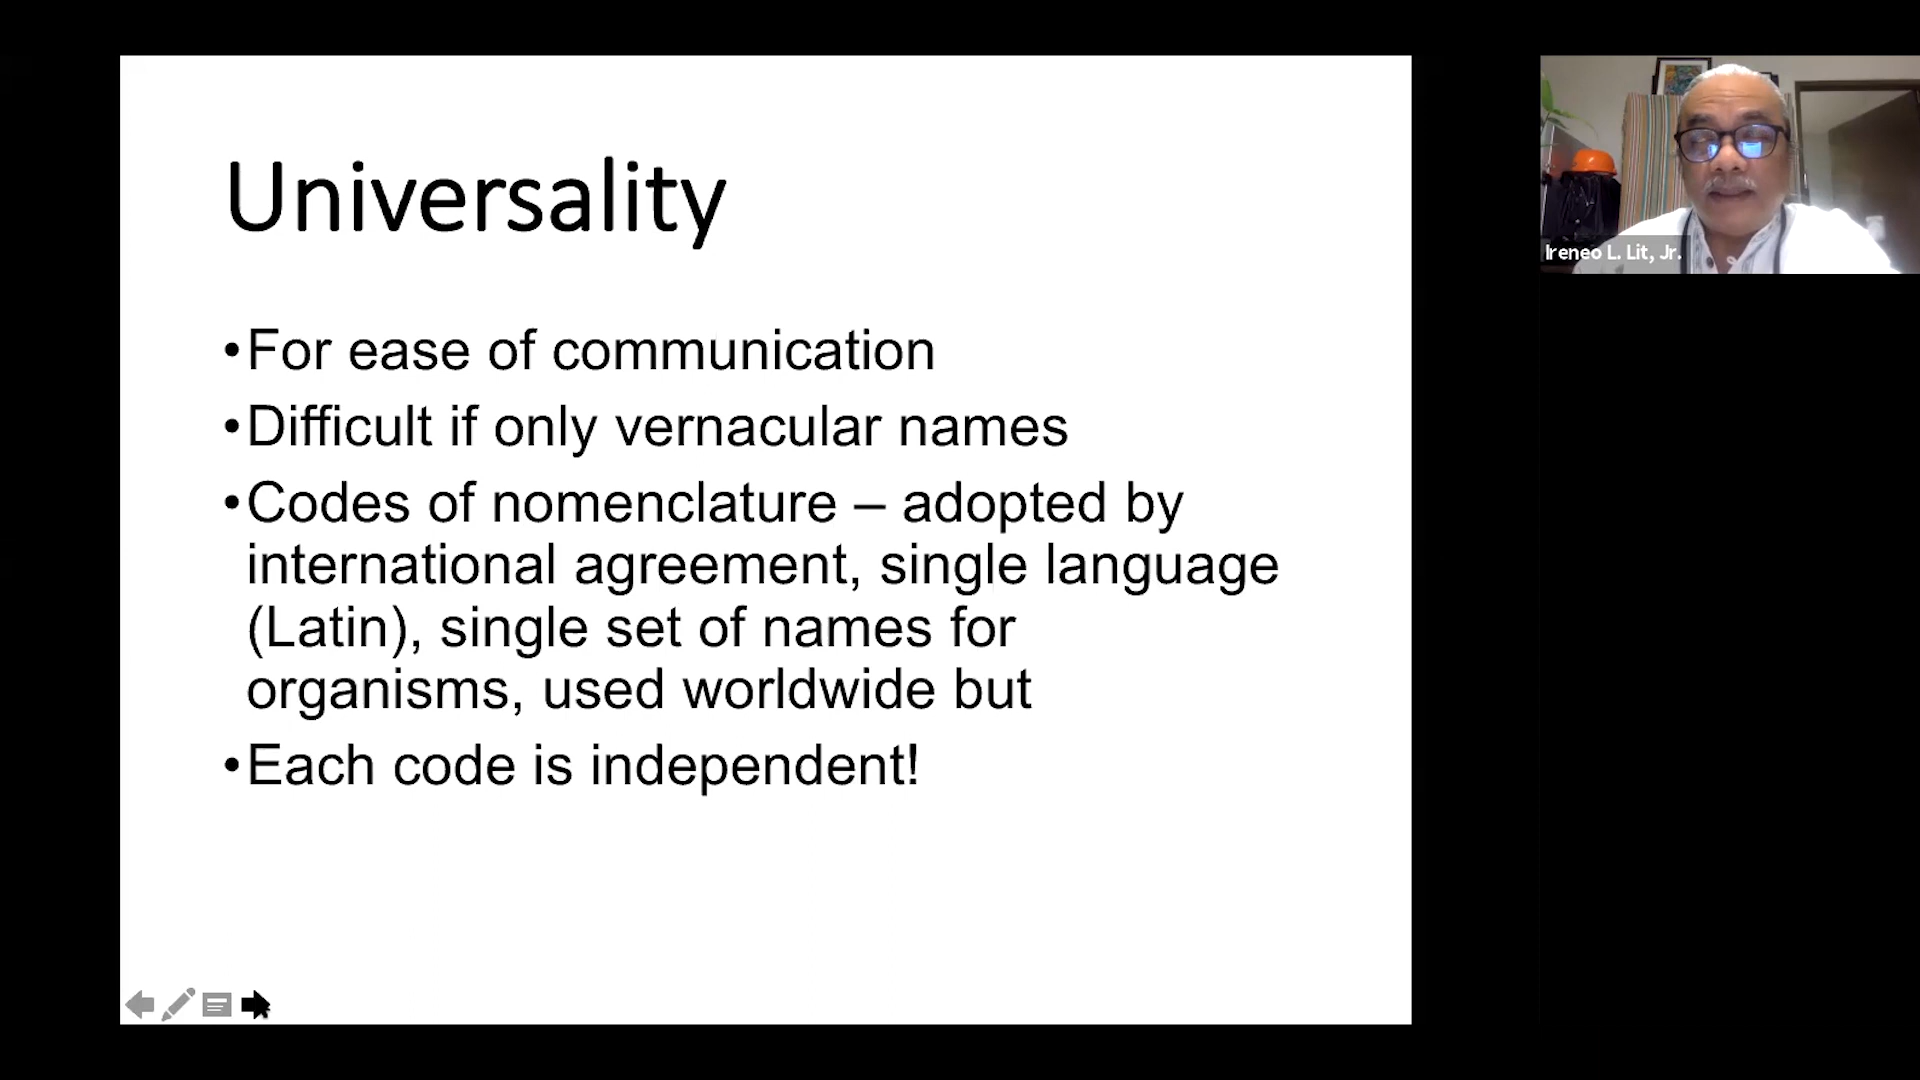 Universality
•For ease of communication
•Difficult if only vernacular names
•Codes of nomenclature – adopted by
international agreement, single language
(Latin), single set of names for
organisms, used worldwide but
•Each code is independent!
Ireneo L. Lit, Jr.